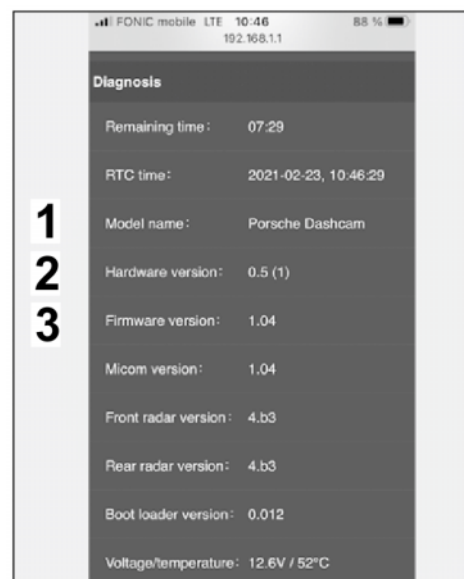 FONIC mobile LTE 10:46 88 %
192.168.1.1
Diagnosis
Remaining time: 07:29
RTC time: 2021-02-23, 10:46:29
1 Model name: Porsche Dashcam
2 Hardware version: 0.5 (1)
3 Firmware version: 1.04
Micom version: 1.04
Front radar version: 4.b3
Rear radar version: 4.b3
Boot loader version: 0.012
Voltage/temperature: 12.6V / 52°C